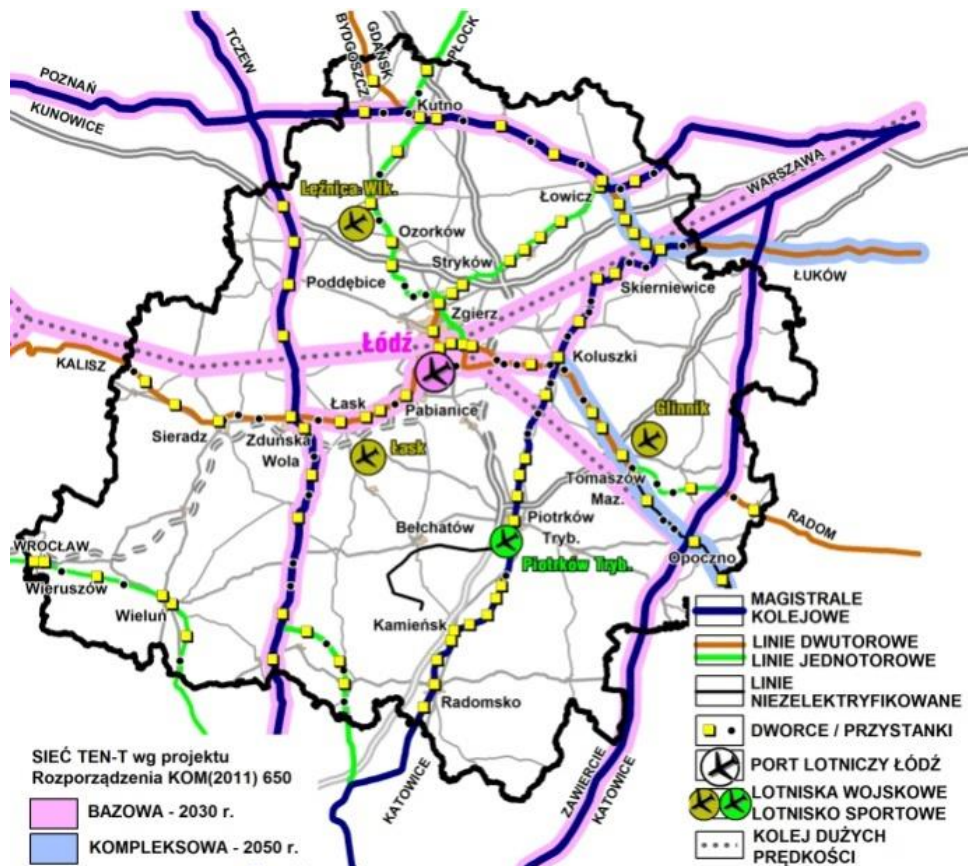 TCZEW
BYDGOSZCZ
GDAŃSK
PŁOCK
POZNAŃ
KUNOWICE
Kutno
WARSZAWA
Łęźnica Wlk.
Łowicz
Ozorków
Stryków
ŁUKÓW
Poddębice
Skierniewice
Zgierz
Łódź
Koluszki
KALISZ
Łask
Pabianice
Glinnik
Sieradz
Zduńska
Wola
Łask
Tomaszów
Maz.
Bełchatów
Piotrków
Tryb.
RADOM
WROCŁAW
Piotrków Tryb.
Opoczno
Wieruszów
Wieluń
Kamieńsk
Radomsko
KATOWICE
ZAWIERCIE
KATOWICE
MAGISTRALE
KOLEJOWE
LINIE DWUTOROWE
LINIE JEDNOTOROWE
LINIE
NIEZELEKTRYFIKOWANE
DWORCE / PRZYSTANKI
PORT LOTNICZY ŁÓDŹ
LOTNISKA WOJSKOWE
LOTNISKO SPORTOWE
KOLEJ DUŻYCH
PRĘDKOŚCI
SIEĆ TEN-T wg projektu
Rozporządzenia KOM(2011) 650
BAZOWA - 2030 r.
KOMPLEKSOWA - 2050 r.